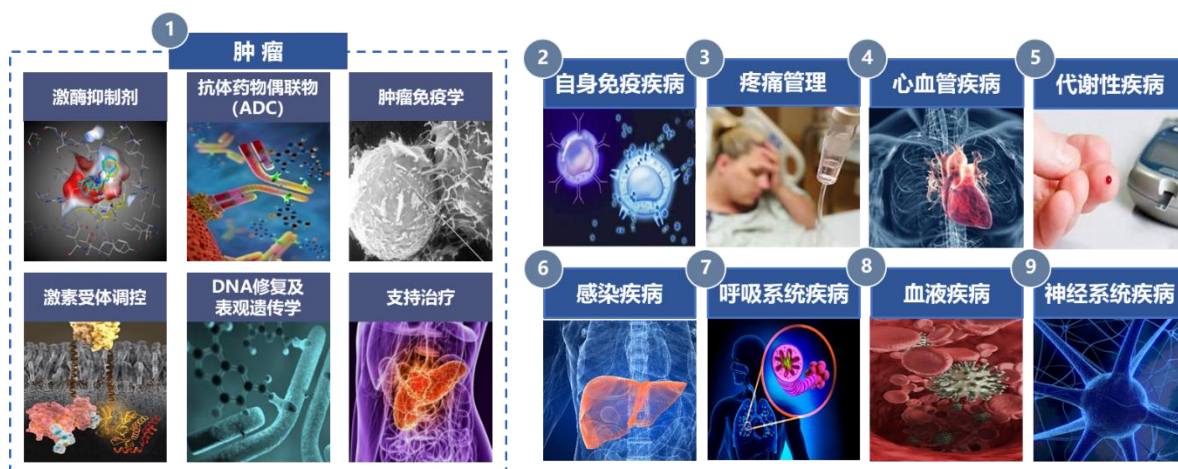 1
肿 瘤
激酶抑制剂
抗体药物偶联物
(ADC)
肿瘤免疫学
激素受体调控
DNA修复及
表观遗传学
支持治疗
2
自身免疫疾病
3
疼痛管理
4
心血管疾病
5
代谢性疾病
6
感染疾病
7
呼吸系统疾病
8
血液疾病
9
神经系统疾病